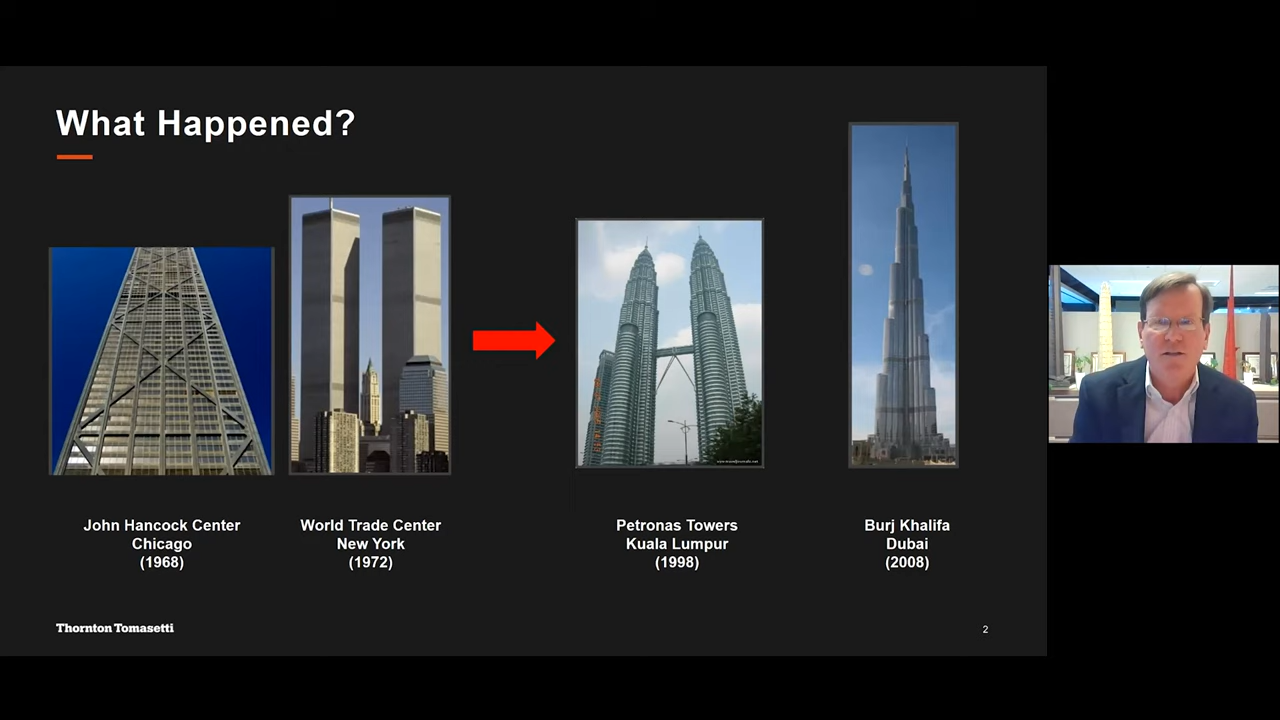 What Happened?
John Hancock Center
Chicago
(1968)
World Trade Center
New York
(1972)
Petronas Towers
Kuala Lumpur
(1998)
Burj Khalifa
Dubai
(2008)
Thornton Tomasetti
2